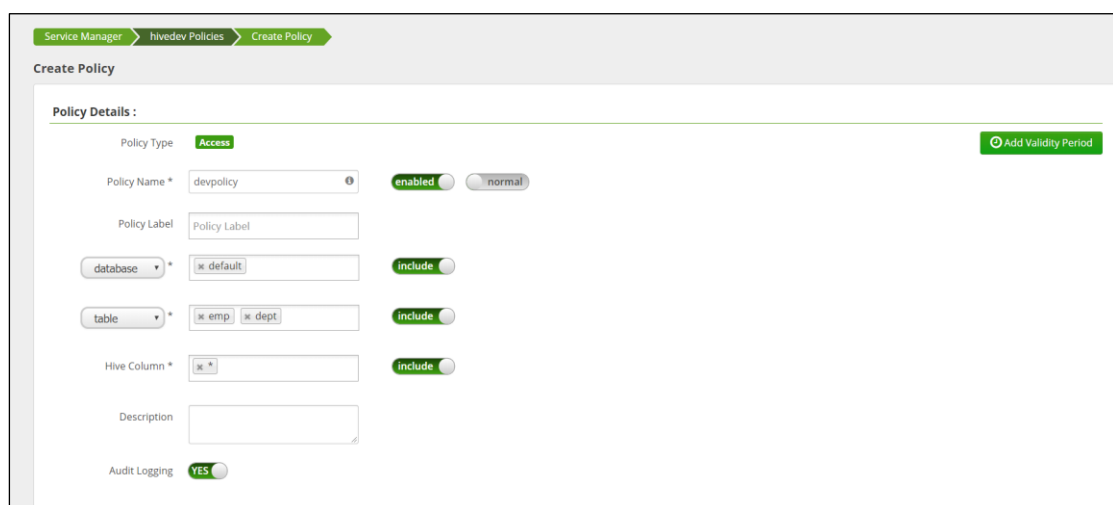 Service Manager hivedev Policies Create Policy
Create Policy
Policy Details :
Policy Type Access Add Validity Period
Policy Name * devpolicy enabled normal
Policy Label Policy Label
database * default include
table * emp dept include
Hive Column * * include
Description
Audit Logging YES